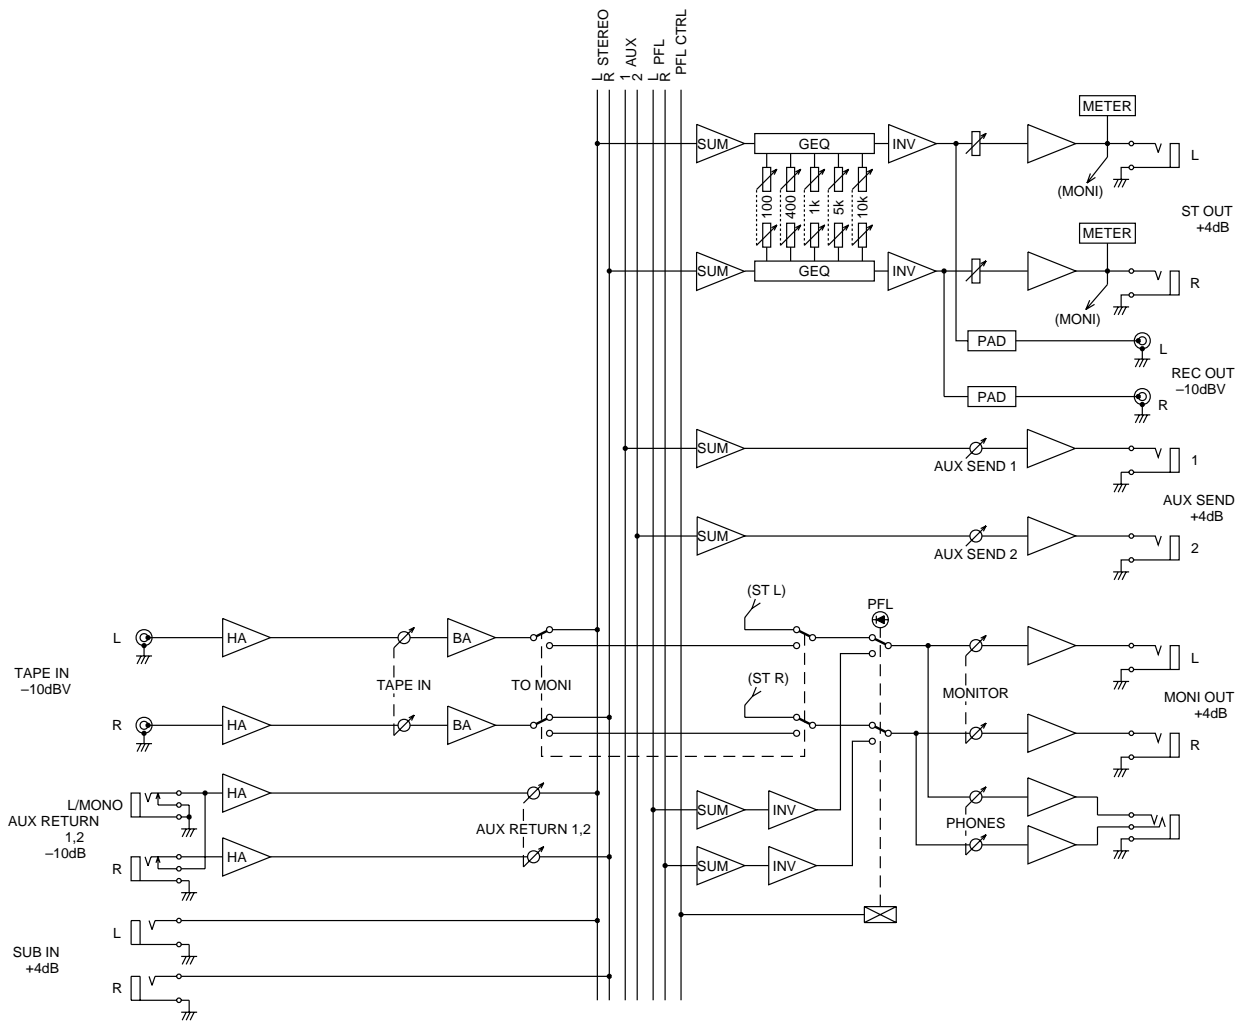 L STEREO
R
1 AUX
2
L PFL
R
PFL CTRL
METER
SUM
GEQ
INV
L
(MONI)
100
400
1k
5k
10k
ST OUT
+4dB
METER
SUM
GEQ
INV
R
(MONI)
PAD
L
REC OUT
–10dBV
PAD
R
SUM
AUX SEND 1
1
AUX SEND
+4dB
SUM
AUX SEND 2
2
(ST L)
PFL
L
HA
BA
L
TAPE IN
–10dBV
TAPE IN
TO MONI
(ST R)
MONITOR
MONI OUT
+4dB
R
HA
BA
R
L/MONO
HA
AUX RETURN
1,2
–10dB
AUX RETURN 1,2
SUM
INV
PHONES
R
HA
SUM
INV
L
SUB IN
+4dB
R